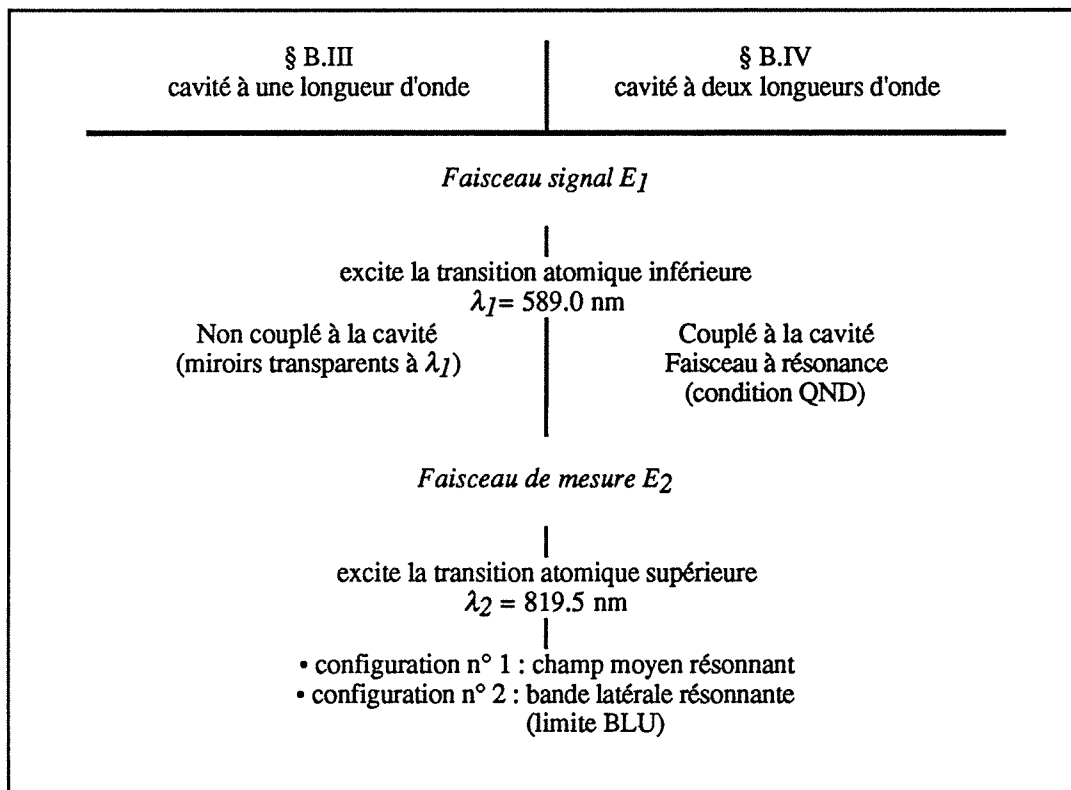 § B.III
cavité à une longueur d'onde
§ B.IV
cavité à deux longueurs d'onde
Faisceau signal E1
excite la transition atomique inférieure
λ1= 589.0 nm
Non couplé à la cavité
(miroirs transparents à λ1)
Couplé à la cavité
Faisceau à résonance
(condition QND)
Faisceau de mesure E2
excite la transition atomique supérieure
λ2 = 819.5 nm
• configuration n° 1 : champ moyen résonnant
• configuration n° 2 : bande latérale résonnante
(limite BLU)